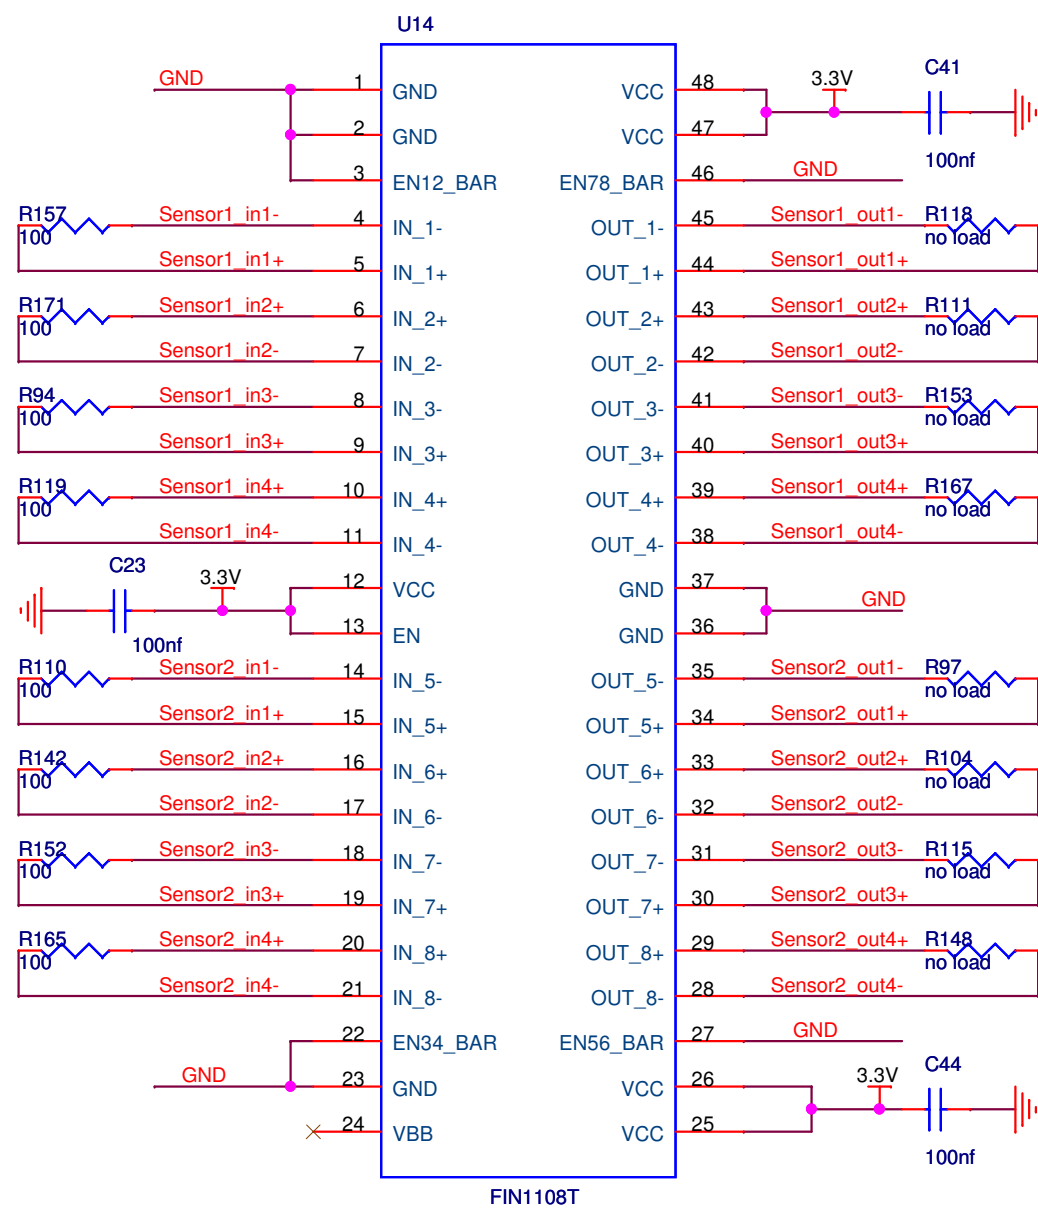 U14
GND 1 GND VCC 48 3.3V C41
2 GND VCC 47 100nf
3 EN12_BAR EN78_BAR 46 GND
R157 100 Sensor1_in1- 4 IN_1- OUT_1- 45 Sensor1_out1- R118 no load
Sensor1_in1+ 5 IN_1+ OUT_1+ 44 Sensor1_out1+
R171 100 Sensor1_in2+ 6 IN_2+ OUT_2+ 43 Sensor1_out2+ R111 no load
Sensor1_in2- 7 IN_2- OUT_2- 42 Sensor1_out2-
R94 100 Sensor1_in3- 8 IN_3- OUT_3- 41 Sensor1_out3- R153 no load
Sensor1_in3+ 9 IN_3+ OUT_3+ 40 Sensor1_out3+
R119 100 Sensor1_in4+ 10 IN_4+ OUT_4+ 39 Sensor1_out4+ R167 no load
Sensor1_in4- 11 IN_4- OUT_4- 38 Sensor1_out4-
C23 3.3V 12 VCC GND 37 GND
100nf 13 EN GND 36
R110 100 Sensor2_in1- 14 IN_5- OUT_5- 35 Sensor2_out1- R97 no load
Sensor2_in1+ 15 IN_5+ OUT_5+ 34 Sensor2_out1+
R142 100 Sensor2_in2+ 16 IN_6+ OUT_6+ 33 Sensor2_out2+ R104 no load
Sensor2_in2- 17 IN_6- OUT_6- 32 Sensor2_out2-
R152 100 Sensor2_in3- 18 IN_7- OUT_7- 31 Sensor2_out3- R115 no load
Sensor2_in3+ 19 IN_7+ OUT_7+ 30 Sensor2_out3+
R165 100 Sensor2_in4+ 20 IN_8+ OUT_8+ 29 Sensor2_out4+ R148 no load
Sensor2_in4- 21 IN_8- OUT_8- 28 Sensor2_out4-
22 EN34_BAR EN56_BAR 27 GND
GND 23 GND VCC 26 3.3V C44
24 VBB VCC 25 100nf
FIN1108T